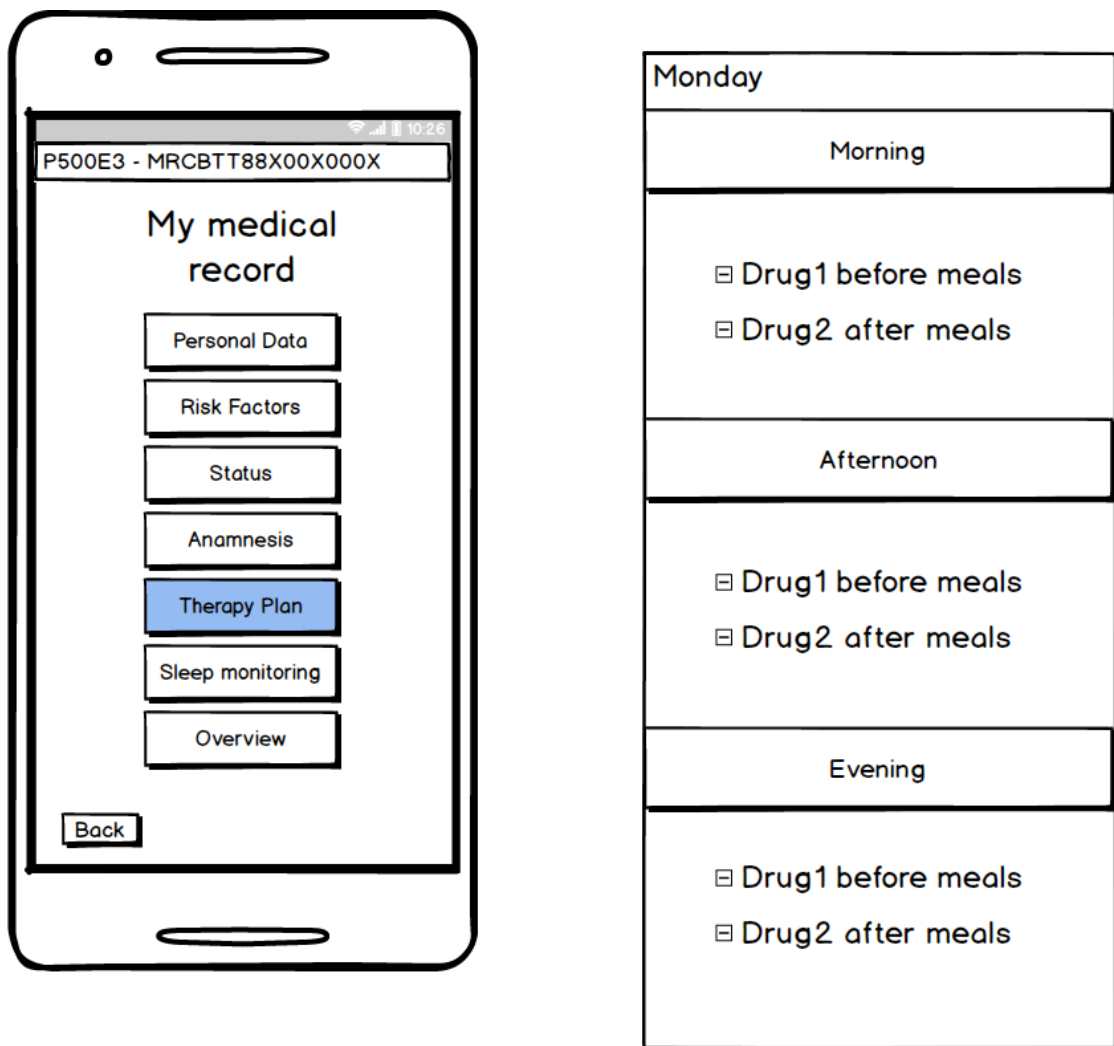 10:26
P500E3 - MRCBTT88X00X000X
My medical
record
Personal Data
Risk Factors
Status
Anamnesis
Therapy Plan
Sleep monitoring
Overview
Back
Monday
Morning
Drug1 before meals
Drug2 after meals
Afternoon
Drug1 before meals
Drug2 after meals
Evening
Drug1 before meals
Drug2 after meals